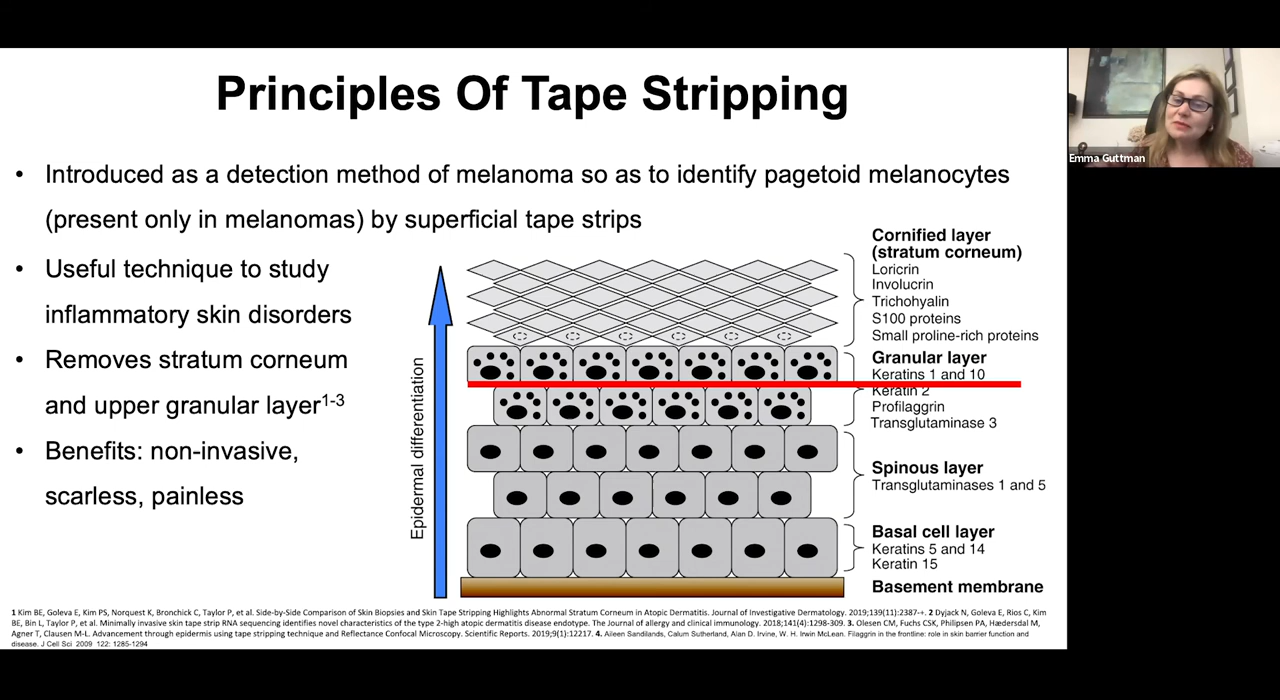 Principles Of Tape Stripping
Emma Guttman
• Introduced as a detection method of melanoma so as to identify pagetoid melanocytes
(present only in melanomas) by superficial tape strips
• Useful technique to study
inflammatory skin disorders
• Removes stratum corneum
and upper granular layer1-3
• Benefits: non-invasive,
scarless, painless
Epidermal differentiation
Cornified layer
(stratum corneum)
Loricrin
Involucrin
Trichohyalin
S100 proteins
Small proline-rich proteins
Granular layer
Keratins 1 and 10
Keratin 2
Profilaggrin
Transglutaminase 3
Spinous layer
Transglutaminases 1 and 5
Basal cell layer
Keratins 5 and 14
Keratin 15
Basement membrane
1 Kim BE, Goleva E, Kim PS, Norquest K, Bronchick C, Taylor P, et al. Side-by-Side Comparison of Skin Biopsies and Skin Tape Stripping Highlights Abnormal Stratum Corneum in Atopic Dermatitis. Journal of Investigative Dermatology. 2019;139(11):2387-+. 2 Dyjack N, Goleva E, Rios C, Kim
BE, Bin L, Taylor P, et al. Minimally invasive skin tape strip RNA sequencing identifies novel characteristics of the type 2-high atopic dermatitis disease endotype. The Journal of allergy and clinical immunology. 2018;141(4):1298-309. 3. Olesen CM, Fuchs CSK, Philipsen PA, Hædersdal M,
Agner T, Clausen M-L. Advancement through epidermis using tape stripping technique and Reflectance Confocal Microscopy. Scientific Reports. 2019;9(1):12217. 4. Aileen Sandilands, Calum Sutherland, Alan D. Irvine, W. H. Irwin McLean. Filaggrin in the frontline: role in skin barrier function and
disease. J Cell Sci 2009 122: 1285-1294